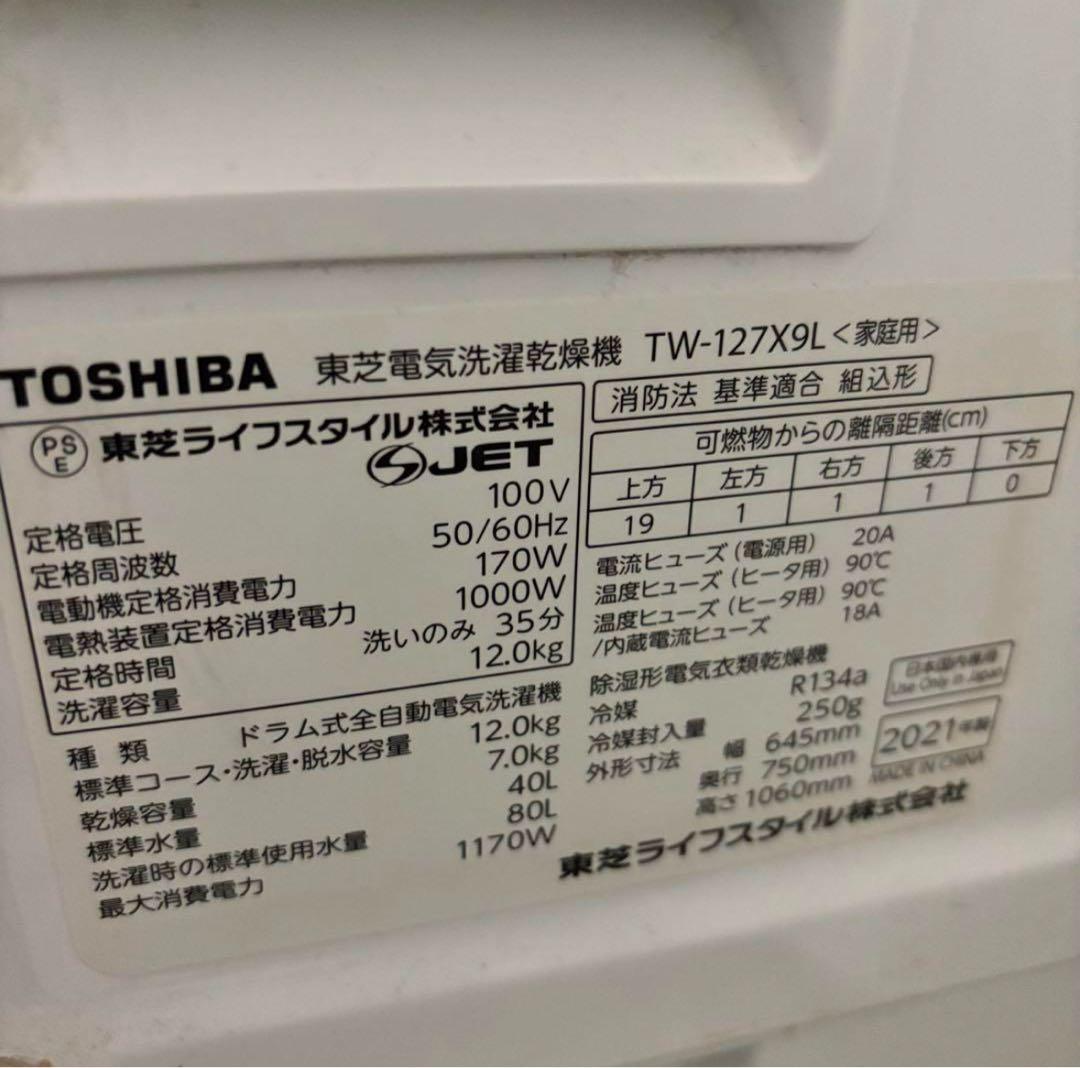 TOSHIBA 東芝電気洗濯乾燥機 TW-127X9L<家庭用>
PS
E
東芝ライフスタイル株式会社
JET
定格電圧 100V
定格周波数 50/60Hz
電動機定格消費電力 170W
電熱装置定格消費電力 1000W
定格時間 洗いのみ 35分
洗濯容量 12.0kg
種 類 ドラム式全自動電気洗濯機
標準コース・洗濯・脱水容量 12.0kg
乾燥容量 7.0kg
標準水量 40L
洗濯時の標準使用水量 80L
最大消費電力 1170W
消防法 基準適合 組込形
可燃物からの離隔距離(cm)
上方 左方 右方 後方 下方
19 1 1 1 0
電流ヒューズ(電源用) 20A
温度ヒューズ(ヒータ用) 90℃
温度ヒューズ(ヒータ用) 90℃
/内蔵電流ヒューズ 18A
除湿形電気衣類乾燥機
冷媒 R134a
冷媒封入量 250g
外形寸法 幅 645mm
奥行 750mm
高さ 1060mm
日本国内専用
Use Only in Japan
2021年製
MADE IN CHINA
東芝ライフスタイル株式会社